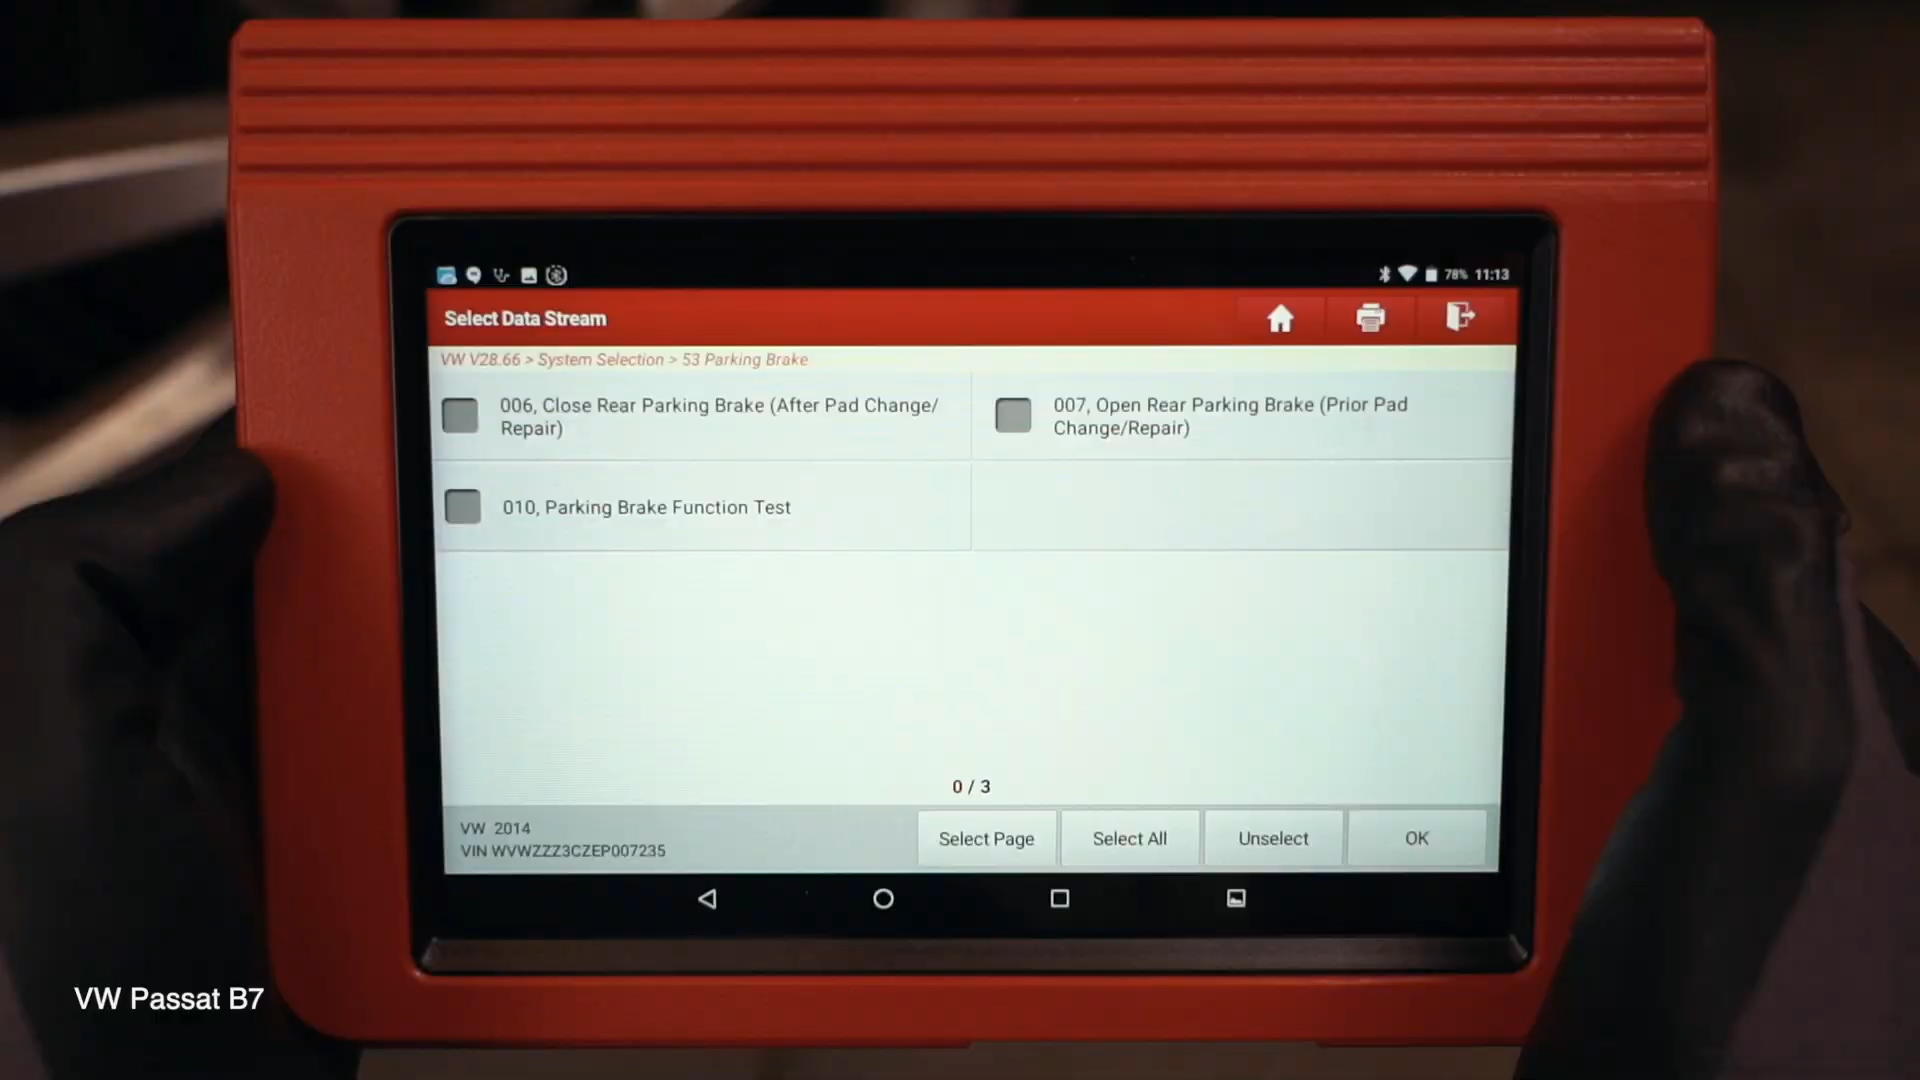 78% 11:13
Select Data Stream
VW V28.66 > System Selection > 53 Parking Brake
006, Close Rear Parking Brake (After Pad Change/
Repair)
007, Open Rear Parking Brake (Prior Pad
Change/Repair)
010, Parking Brake Function Test
0 / 3
VW 2014
VIN WVWZZZ3CZEP007235
Select Page
Select All
Unselect
OK
VW Passat B7